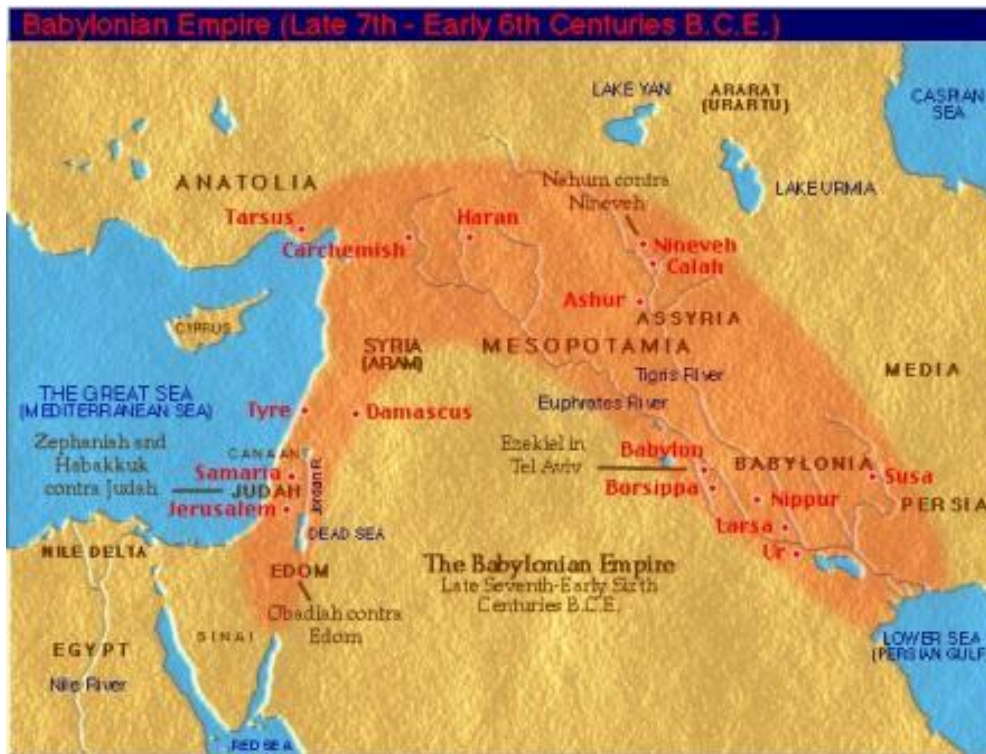 Babylonian Empire (Late 7th - Early 6th Centuries B.C.E.)
LAKE YAN
ARARAT
(URARTU)
CASPIAN
SEA
ANATOLIA
Nahum contra
Nineveh
LAKE URMIA
Tarsus
Haran
Carchemish
Nineveh
Calah
Ashur
ASSYRIA
CYPRUS
SYRIA
(ARAM)
MESOPOTAMIA
MEDIA
Tigris River
THE GREAT SEA
(MEDITERRANEAN SEA)
Euphrates River
Tyre
Damascus
Zephaniah and
Habakkuk
contra Judah
CANAAN
Samaria
JUDAH
Jerusalem
Jordan R.
DEAD SEA
Ezekiel in
Tel Aviv
Babylon
BABYLONIA
Susa
Borsippa
Nippur
PERSIA
Larsa
Ur
NILE DELTA
EDOM
The Babylonian Empire
Late Seventh-Early Sixth
Centuries B.C.E.
Obadiah contra
Edom
SINAI
EGYPT
Nile River
LOWER SEA
(PERSIAN GULF)
RED SEA